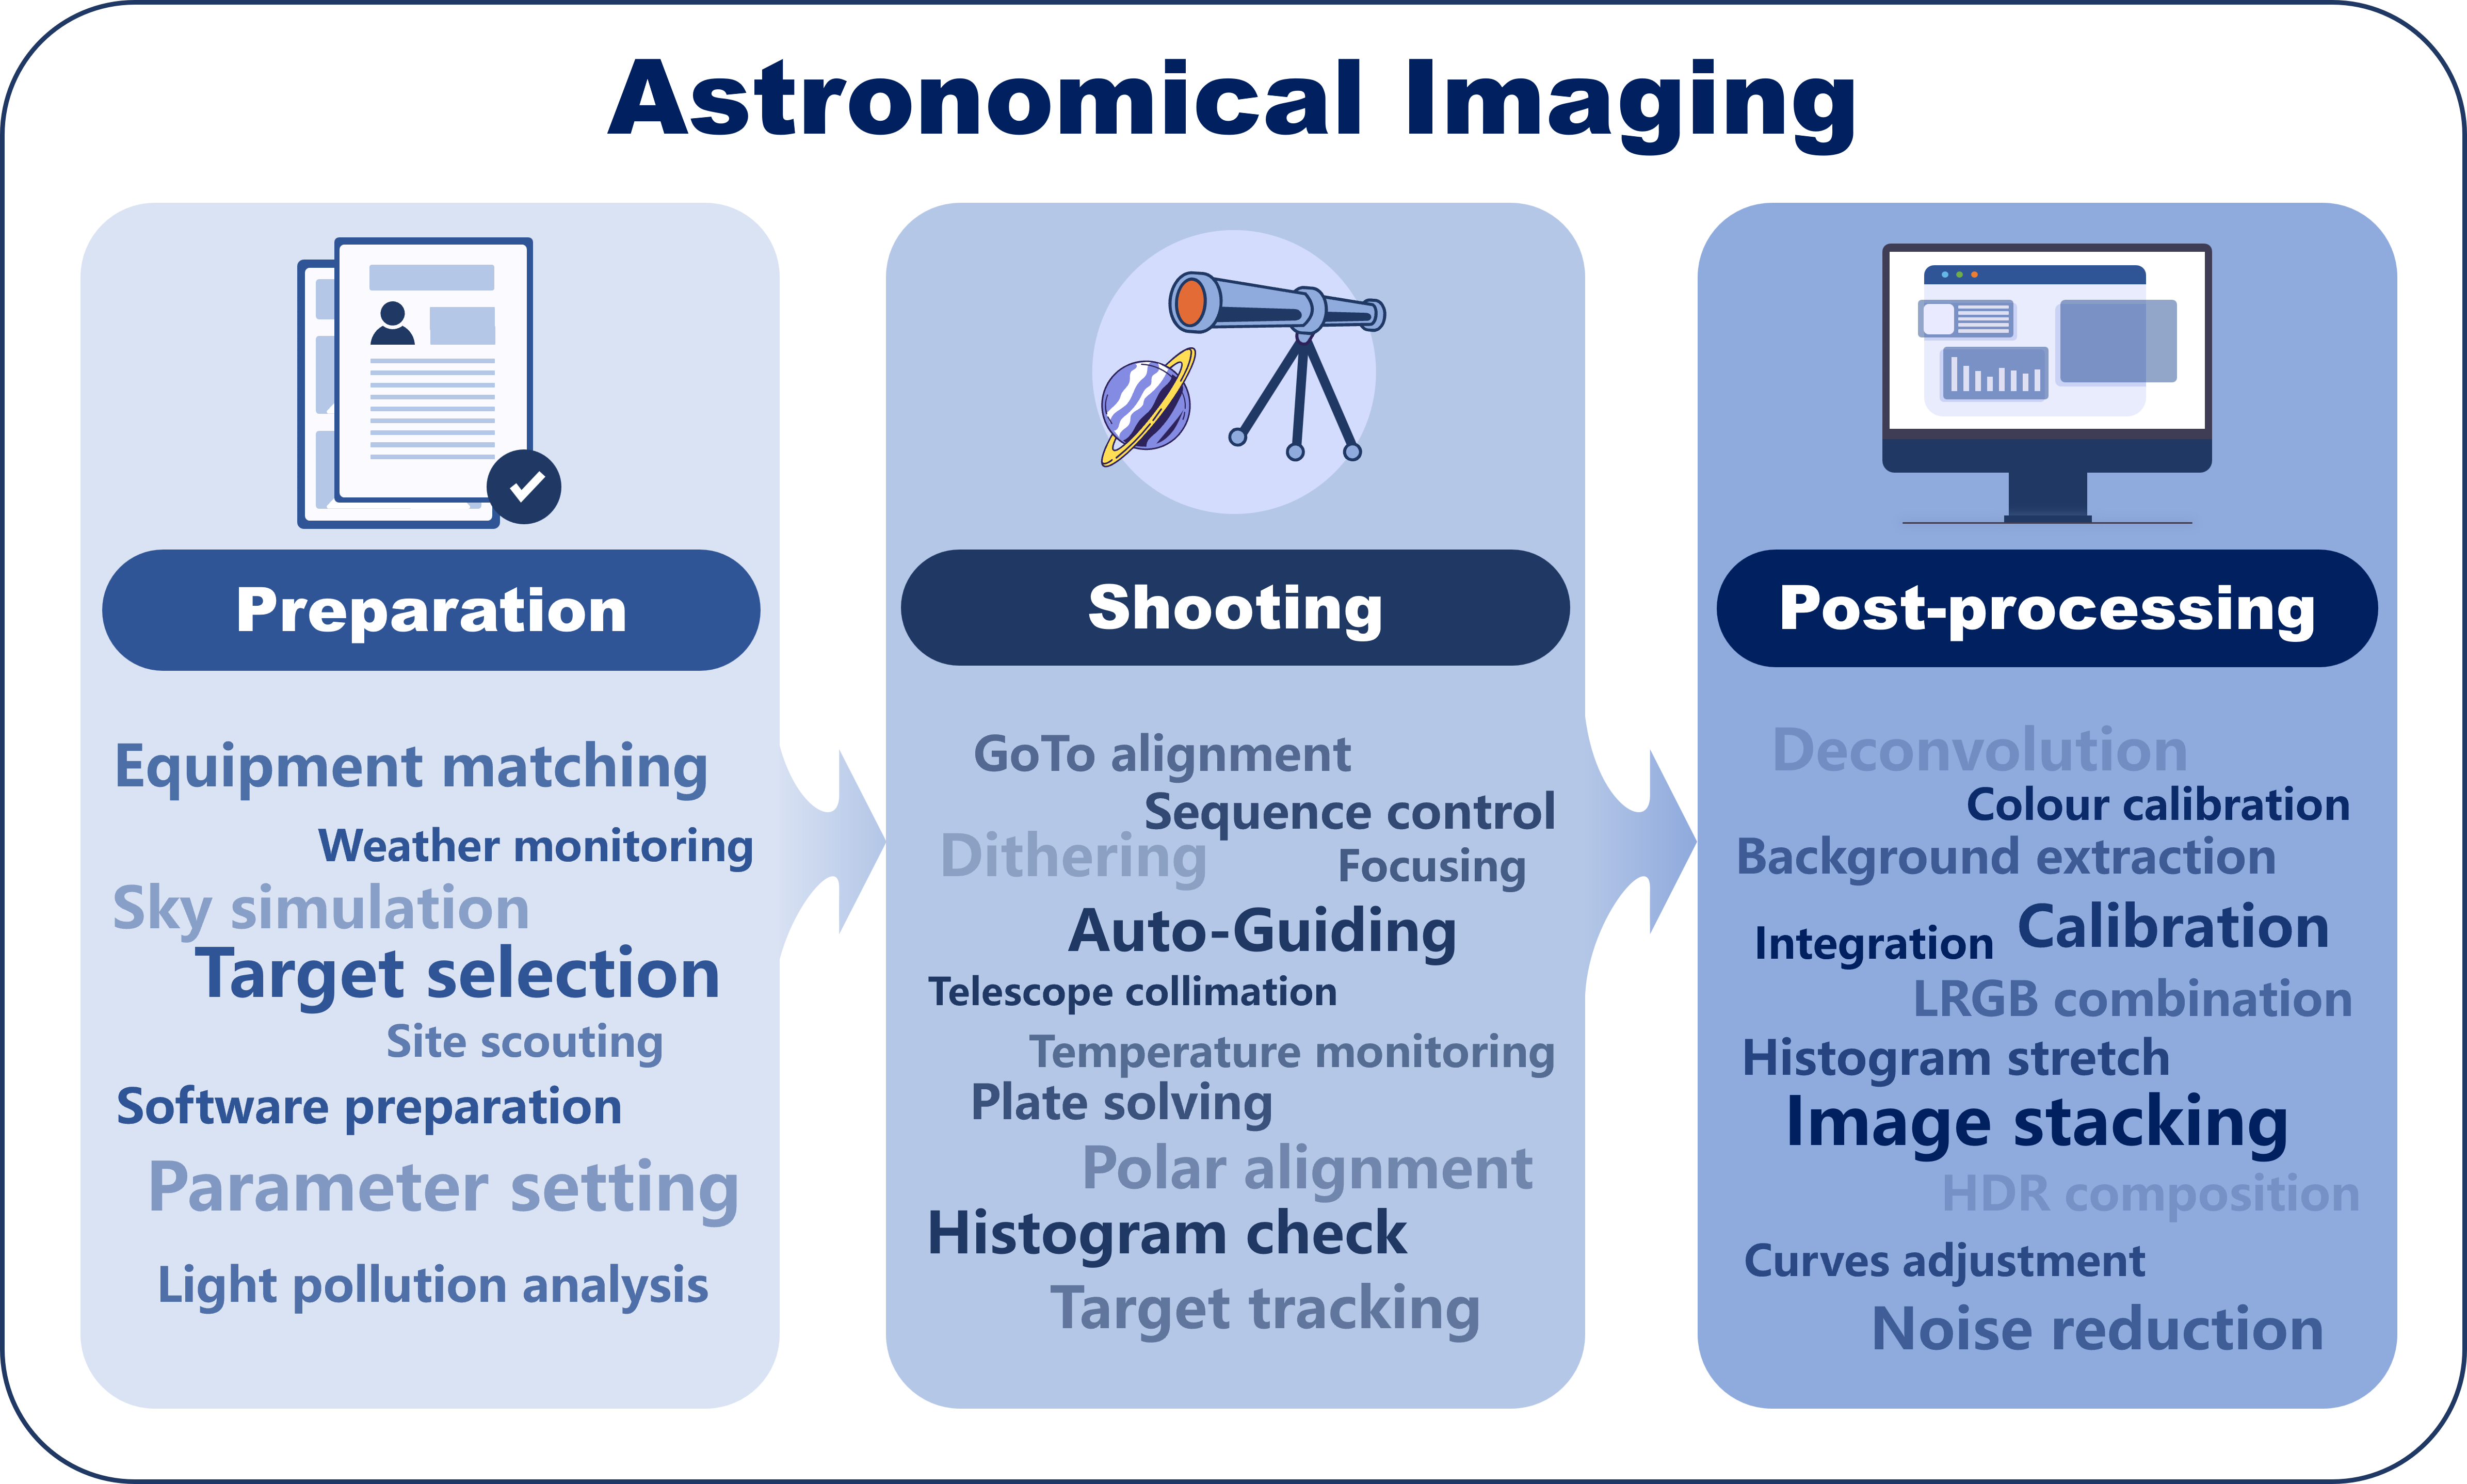 Astronomical Imaging
Preparation
Equipment matching
Weather monitoring
Sky simulation
Target selection
Site scouting
Software preparation
Parameter setting
Light pollution analysis
Shooting
GoTo alignment
Sequence control
Dithering
Focusing
Auto-Guiding
Telescope collimation
Temperature monitoring
Plate solving
Polar alignment
Histogram check
Target tracking
Post-processing
Deconvolution
Colour calibration
Background extraction
Calibration
Integration
LRGB combination
Histogram stretch
Image stacking
HDR composition
Curves adjustment
Noise reduction